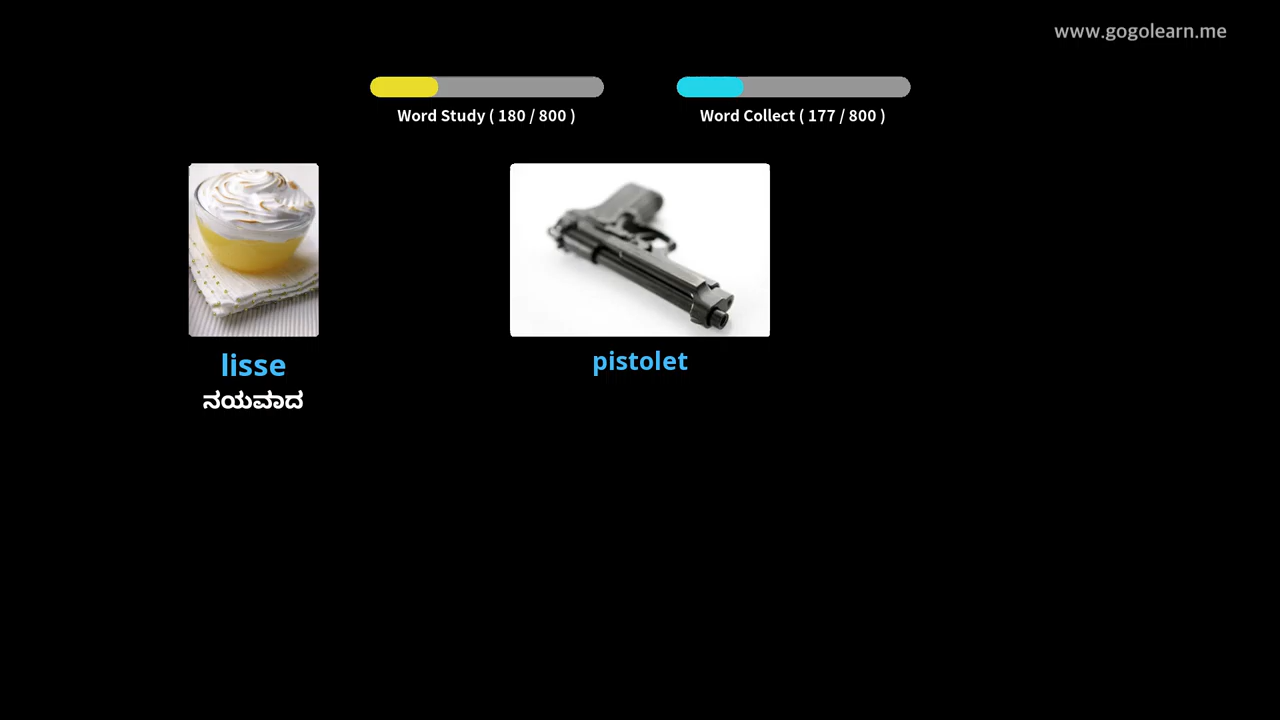 www.gogolearn.me
Word Study ( 180 / 800 )
Word Collect ( 177 / 800 )
lisse
ನಯವಾದ
pistolet